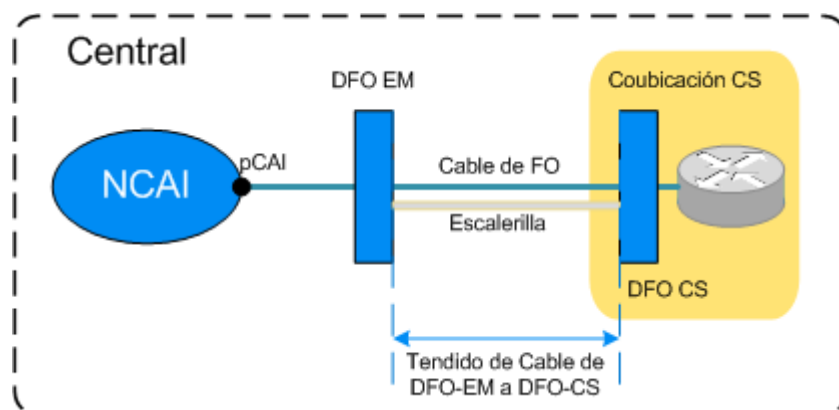 Central
DFO EM
Coubicación CS
NCAI
pCAI
Cable de FO
Escalerilla
DFO CS
Tendido de Cable de
DFO-EM a DFO-CS